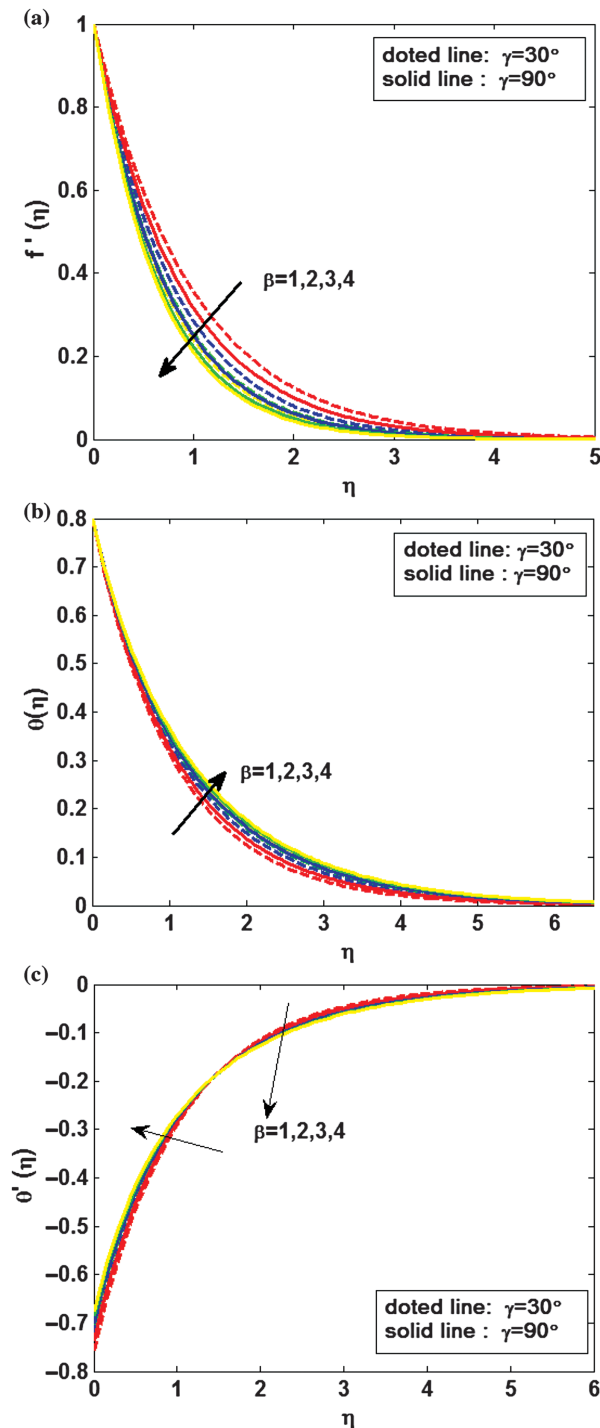 (a)
1
0.8
0.6
0.4
0.2
0
f ' (η)
doted line: γ=30°
solid line : γ=90°
β=1,2,3,4
0 1 2 3 4 5
η
(b)
0.8
0.7
0.6
0.5
0.4
0.3
0.2
0.1
0
θ(η)
doted line: γ=30°
solid line : γ=90°
β=1,2,3,4
0 1 2 3 4 5 6
η
(c)
0
−0.1
−0.2
−0.3
−0.4
−0.5
−0.6
−0.7
−0.8
θ' (η)
β=1,2,3,4
doted line: γ=30°
solid line : γ=90°
0 1 2 3 4 5 6
η